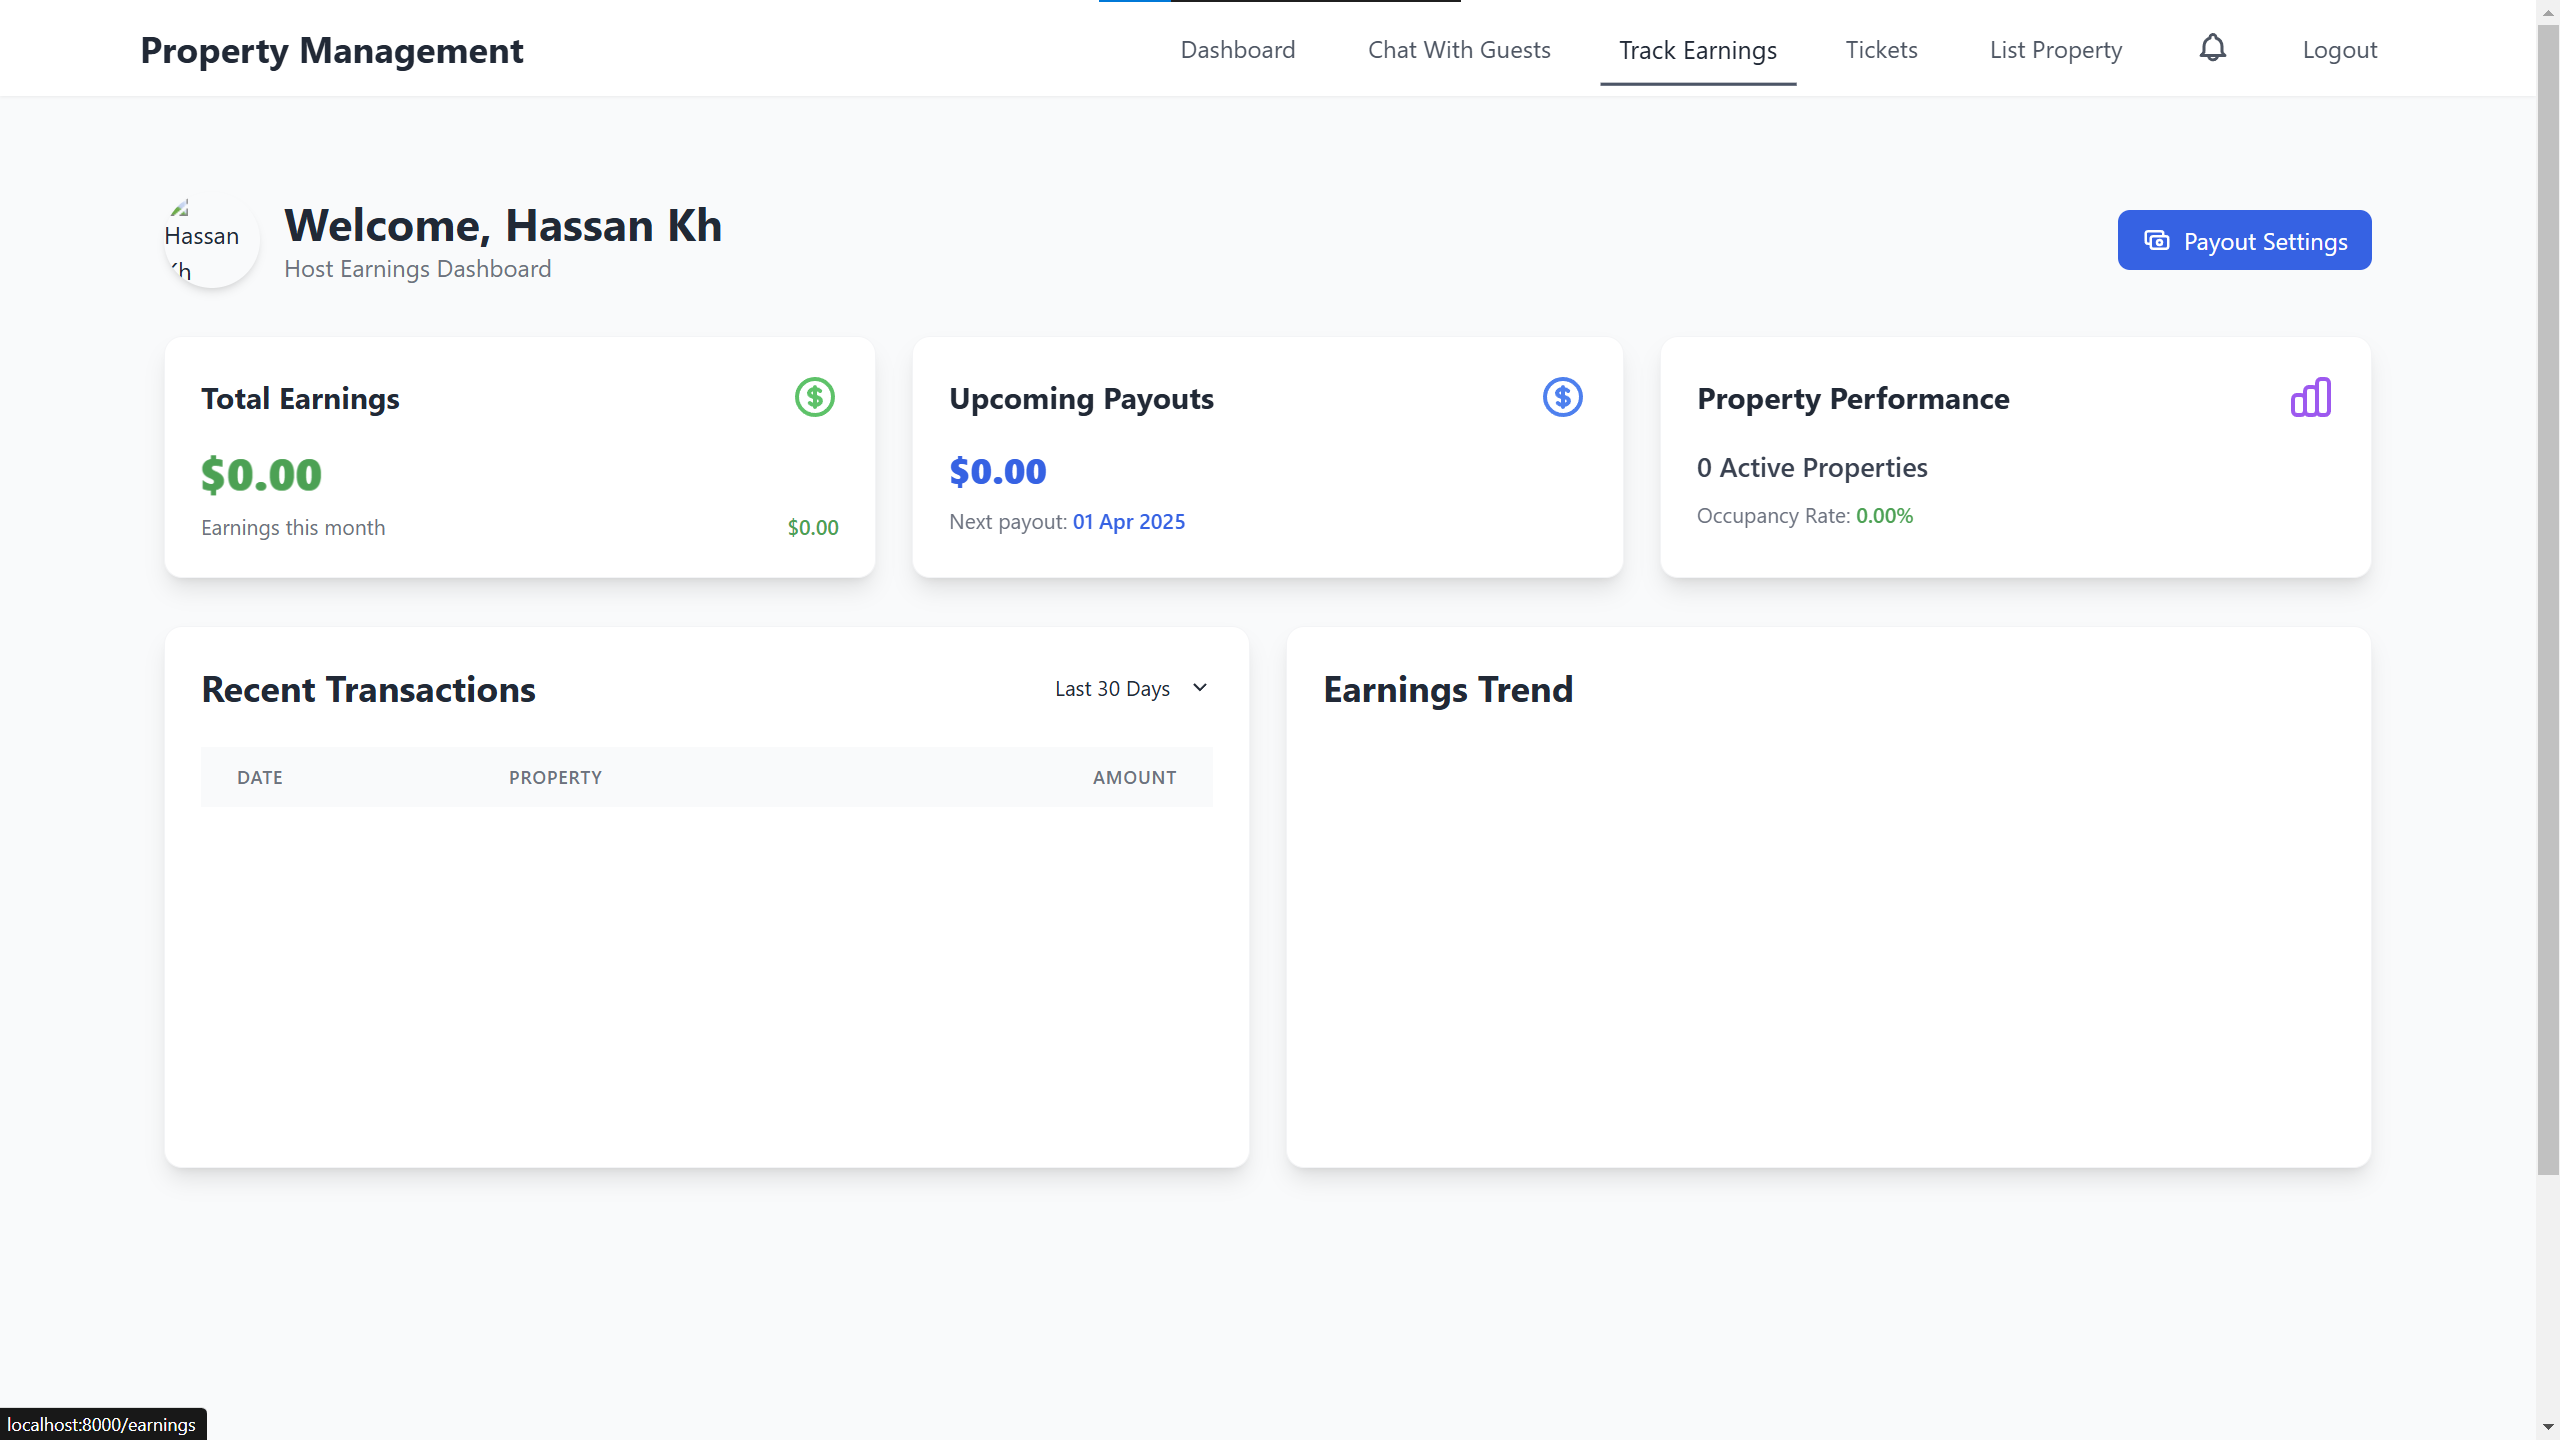 Property Management
Dashboard
Chat With Guests
Track Earnings
Tickets
List Property
Logout
Hassan
Kh
Welcome, Hassan Kh
Host Earnings Dashboard
Payout Settings
Total Earnings
$0.00
Earnings this month
$0.00
Upcoming Payouts
$0.00
Next payout: 01 Apr 2025
Property Performance
0 Active Properties
Occupancy Rate: 0.00%
Recent Transactions
Last 30 Days
DATE
PROPERTY
AMOUNT
Earnings Trend
localhost:8000/earnings